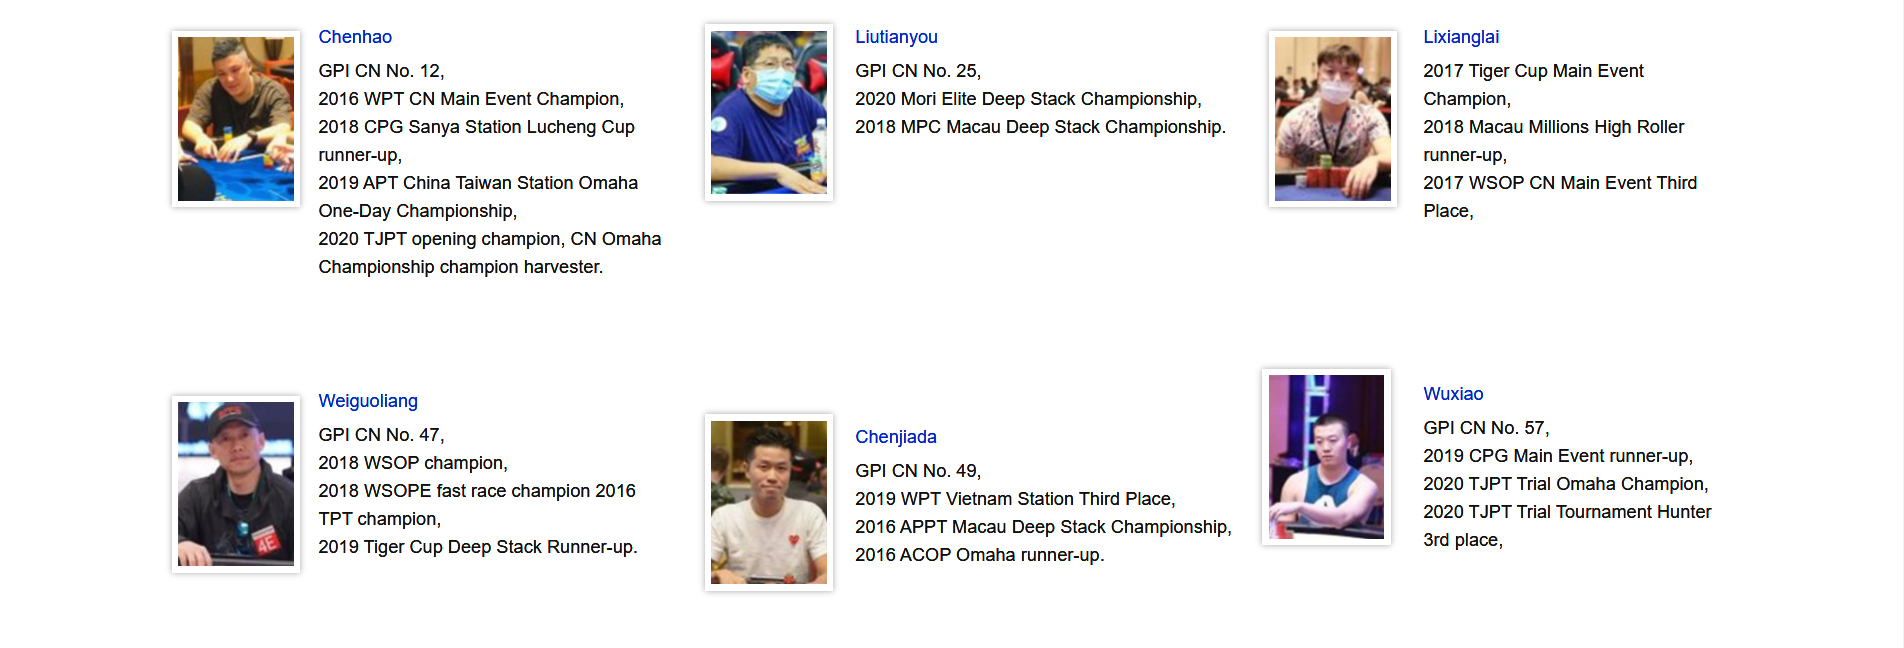 Chenhao
GPI CN No. 12,
2016 WPT CN Main Event Champion,
2018 CPG Sanya Station Lucheng Cup
runner-up,
2019 APT China Taiwan Station Omaha
One-Day Championship,
2020 TJPT opening champion, CN Omaha
Championship champion harvester.
Liutianyou
GPI CN No. 25,
2020 Mori Elite Deep Stack Championship,
2018 MPC Macau Deep Stack Championship.
Lixianglai
2017 Tiger Cup Main Event
Champion,
2018 Macau Millions High Roller
runner-up,
2017 WSOP CN Main Event Third
Place,
Weiguoliang
GPI CN No. 47,
2018 WSOP champion,
2018 WSOPE fast race champion 2016
TPT champion,
2019 Tiger Cup Deep Stack Runner-up.
4E
Chenjiada
GPI CN No. 49,
2019 WPT Vietnam Station Third Place,
2016 APPT Macau Deep Stack Championship,
2016 ACOP Omaha runner-up.
Wuxiao
GPI CN No. 57,
2019 CPG Main Event runner-up,
2020 TJPT Trial Omaha Champion,
2020 TJPT Trial Tournament Hunter
3rd place,